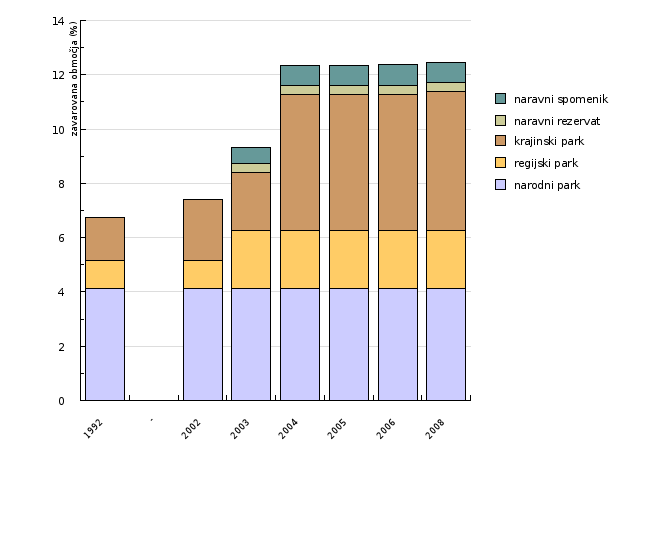 zavarovana območja (%)
14
12
10
8
6
4
2
0
1992
-
2002
2003
2004
2005
2006
2008
naravni spomenik
naravni rezervat
krajinski park
regijski park
narodni park